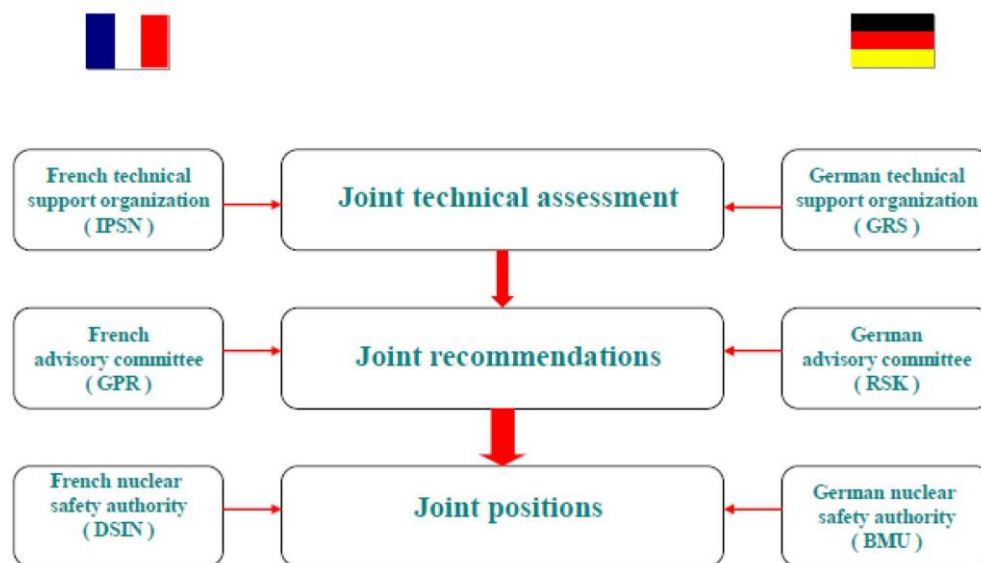 French technical
support organization
( IPSN )
Joint technical assessment
German technical
support organization
( GRS )
French
advisory committee
( GPR )
Joint recommendations
German
advisory committee
( RSK )
French nuclear
safety authority
( DSIN )
Joint positions
German nuclear
safety authority
( BMU )